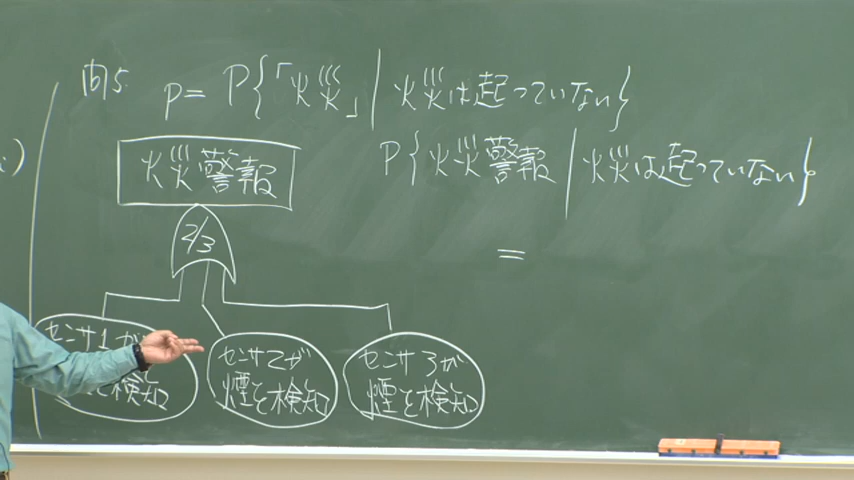 問5 P= P{「火災」| 火災は起っていない}
火災警報
P{火災警報 | 火災は起っていない}
=
2/3
i)
センサ1が
を検知
センサ2が
煙を検知
センサ3が
煙を検知